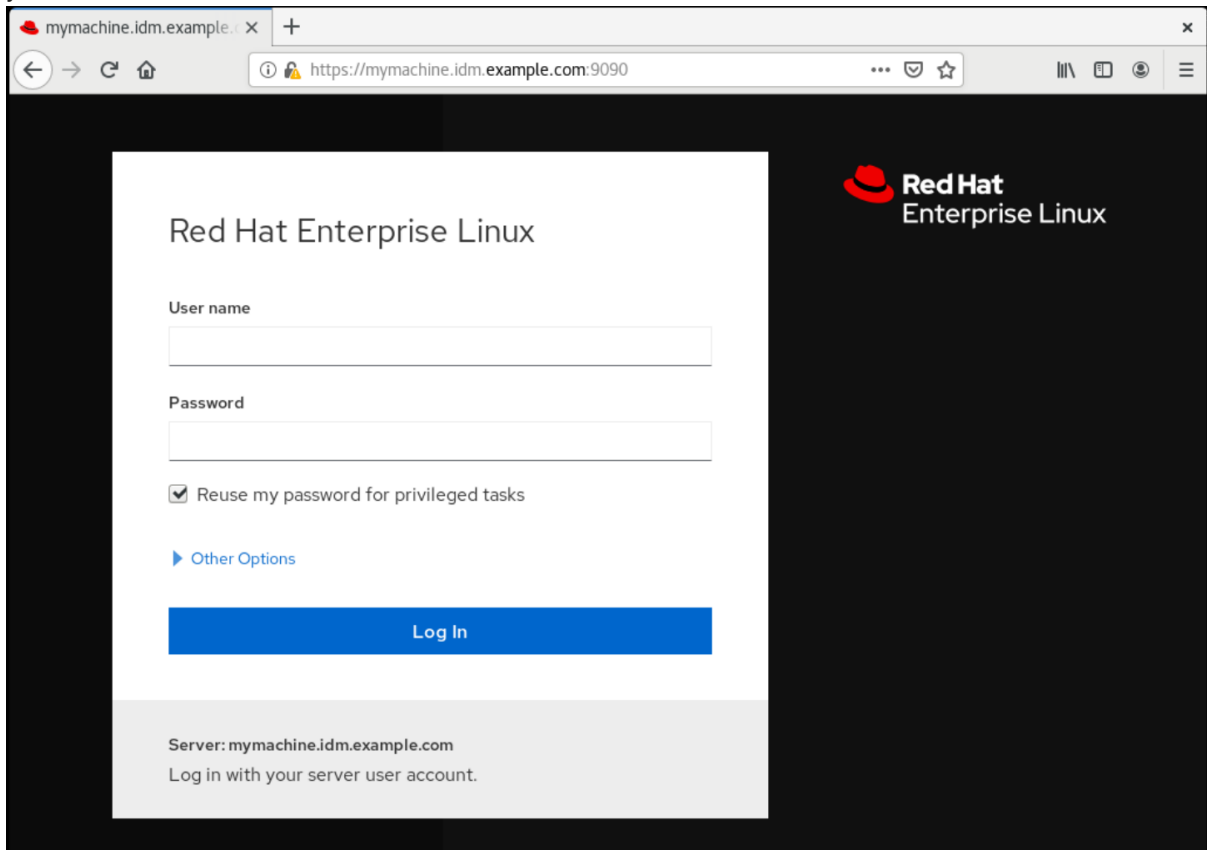 mymachine.idm.example.c
https://mymachine.idm.example.com:9090
Red Hat
Enterprise Linux
Red Hat Enterprise Linux
User name
Password
Reuse my password for privileged tasks
Other Options
Log In
Server: mymachine.idm.example.com
Log in with your server user account.